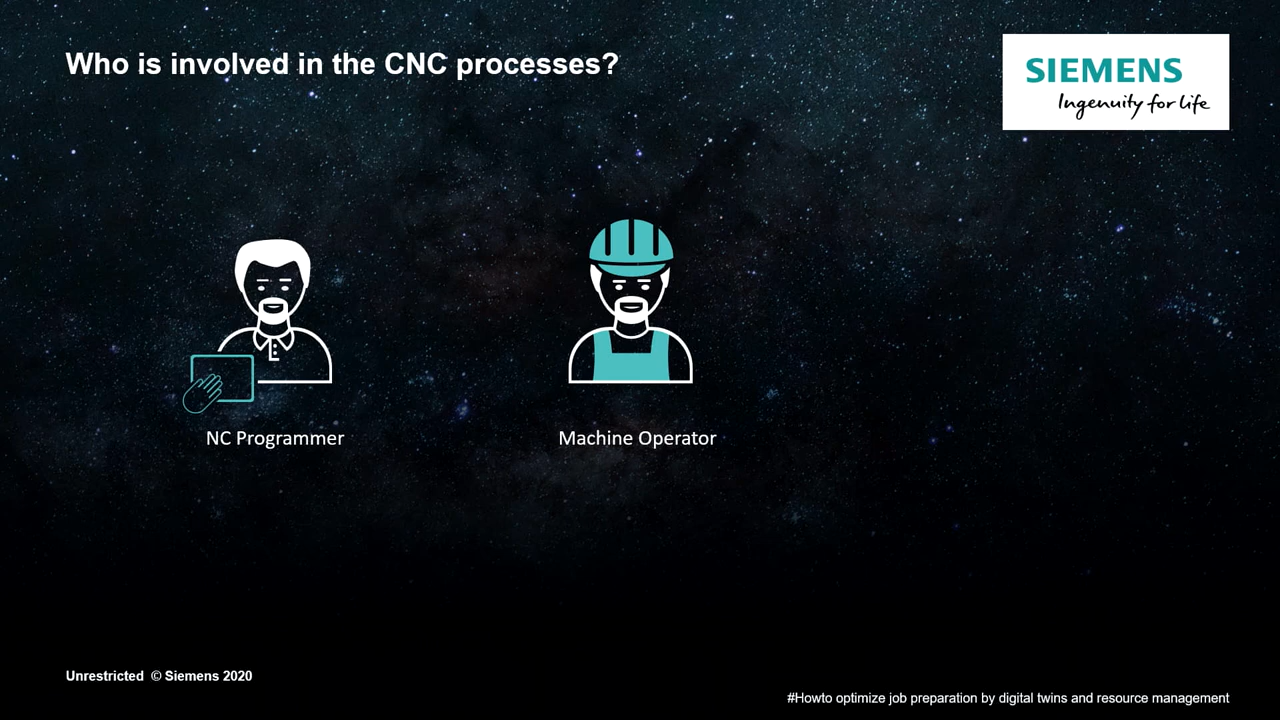 Who is involved in the CNC processes?
SIEMENS
Ingenuity for life
NC Programmer
Machine Operator
Unrestricted © Siemens 2020
#Howto optimize job preparation by digital twins and resource management